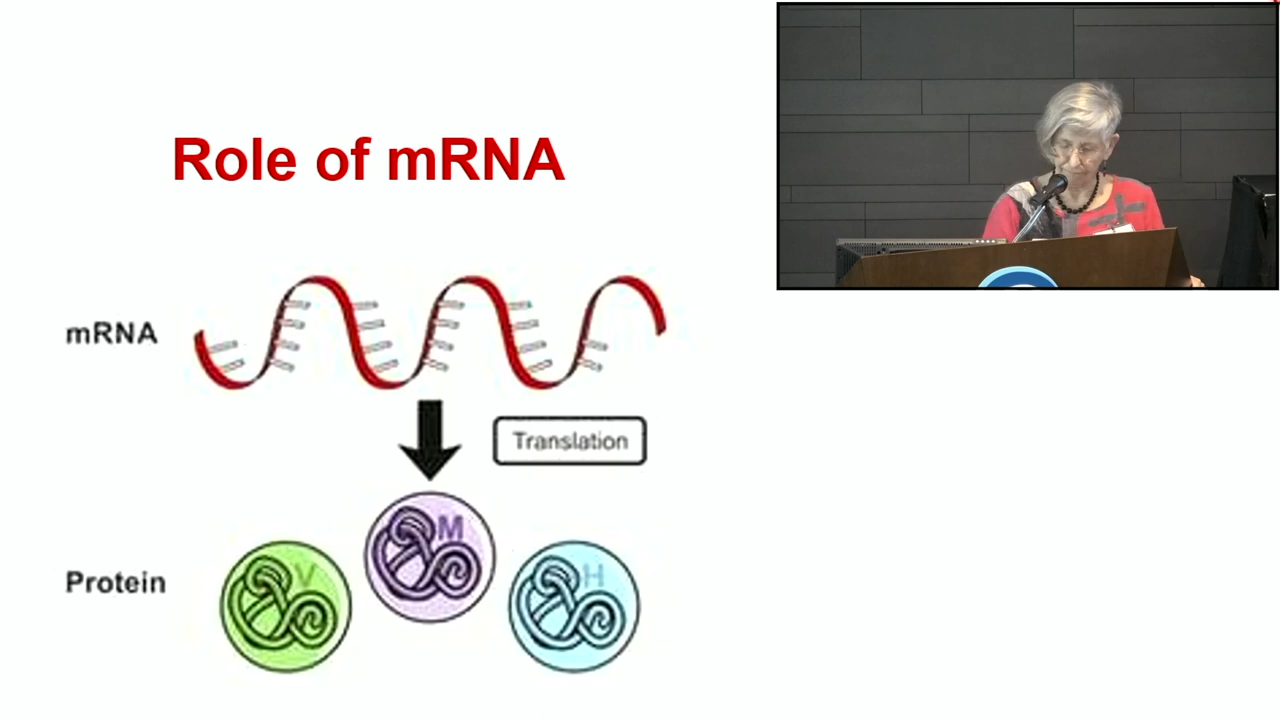 Role of mRNA
mRNA
Translation
M
Protein
V
H